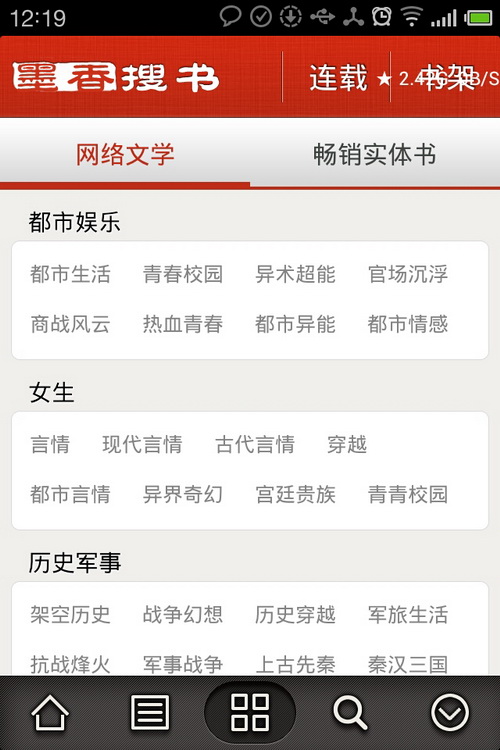 12:19
墨香搜书 连载 书架
网络文学 畅销实体书
都市娱乐
都市生活 青春校园 异术超能 官场沉浮
商战风云 热血青春 都市异能 都市情感
女生
言情 现代言情 古代言情 穿越
都市言情 异界奇幻 宫廷贵族 青青校园
历史军事
架空历史 战争幻想 历史穿越 军旅生活
抗战烽火 军事战争 上古先秦 秦汉三国